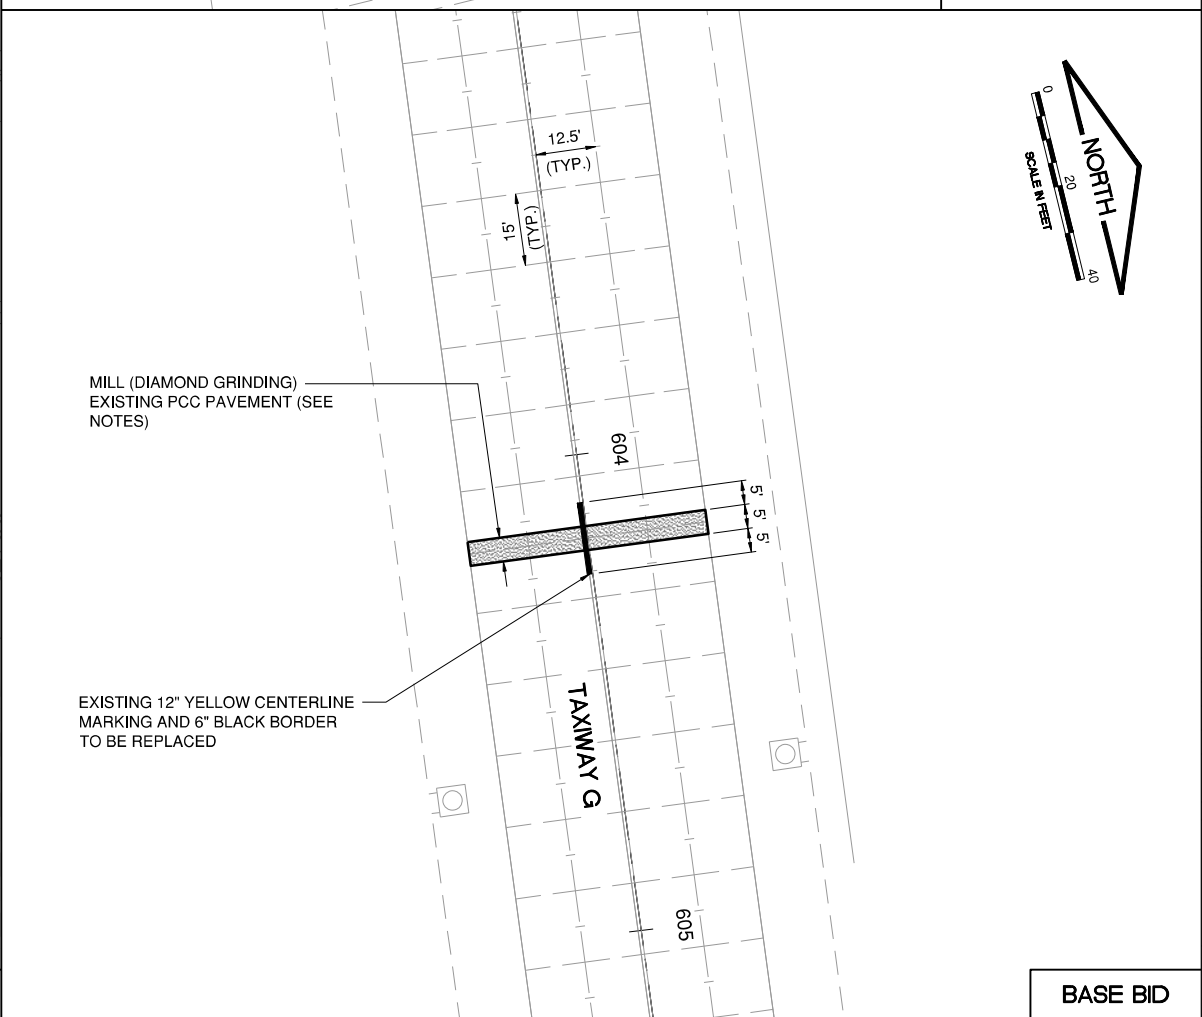 12.5'
(TYP.)
15'
(TYP.)
0
20
40
SCALE IN FEET
NORTH
MILL (DIAMOND GRINDING)
EXISTING PCC PAVEMENT (SEE
NOTES)
604
5'
5'
5'
EXISTING 12" YELLOW CENTERLINE
MARKING AND 6" BLACK BORDER
TO BE REPLACED
TAXIWAY G
605
BASE BID